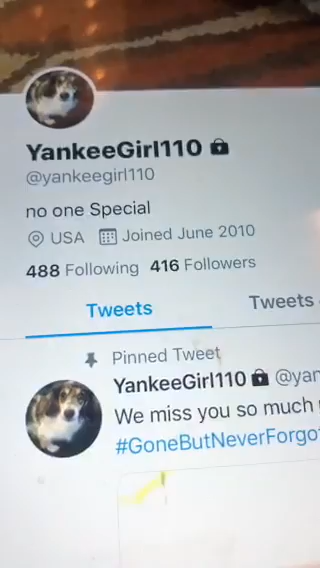 YankeeGirl110
@yankeegirl110
no one Special
USA Joined June 2010
488 Following 416 Followers
Tweets Tweets
Pinned Tweet
YankeeGirl110 @yan
We miss you so much
#GoneButNeverForgo